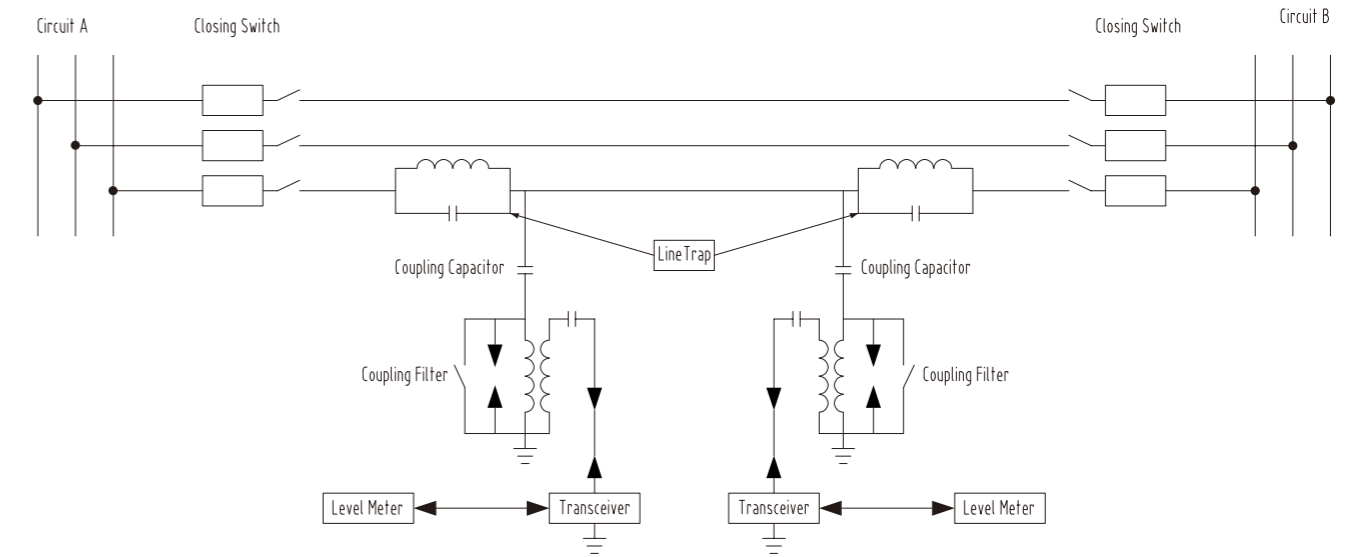 Circuit A
Closing Switch
Closing Switch
Circuit B
Line Trap
Coupling Capacitor
Coupling Capacitor
Coupling Filter
Coupling Filter
Level Meter
Transceiver
Transceiver
Level Meter